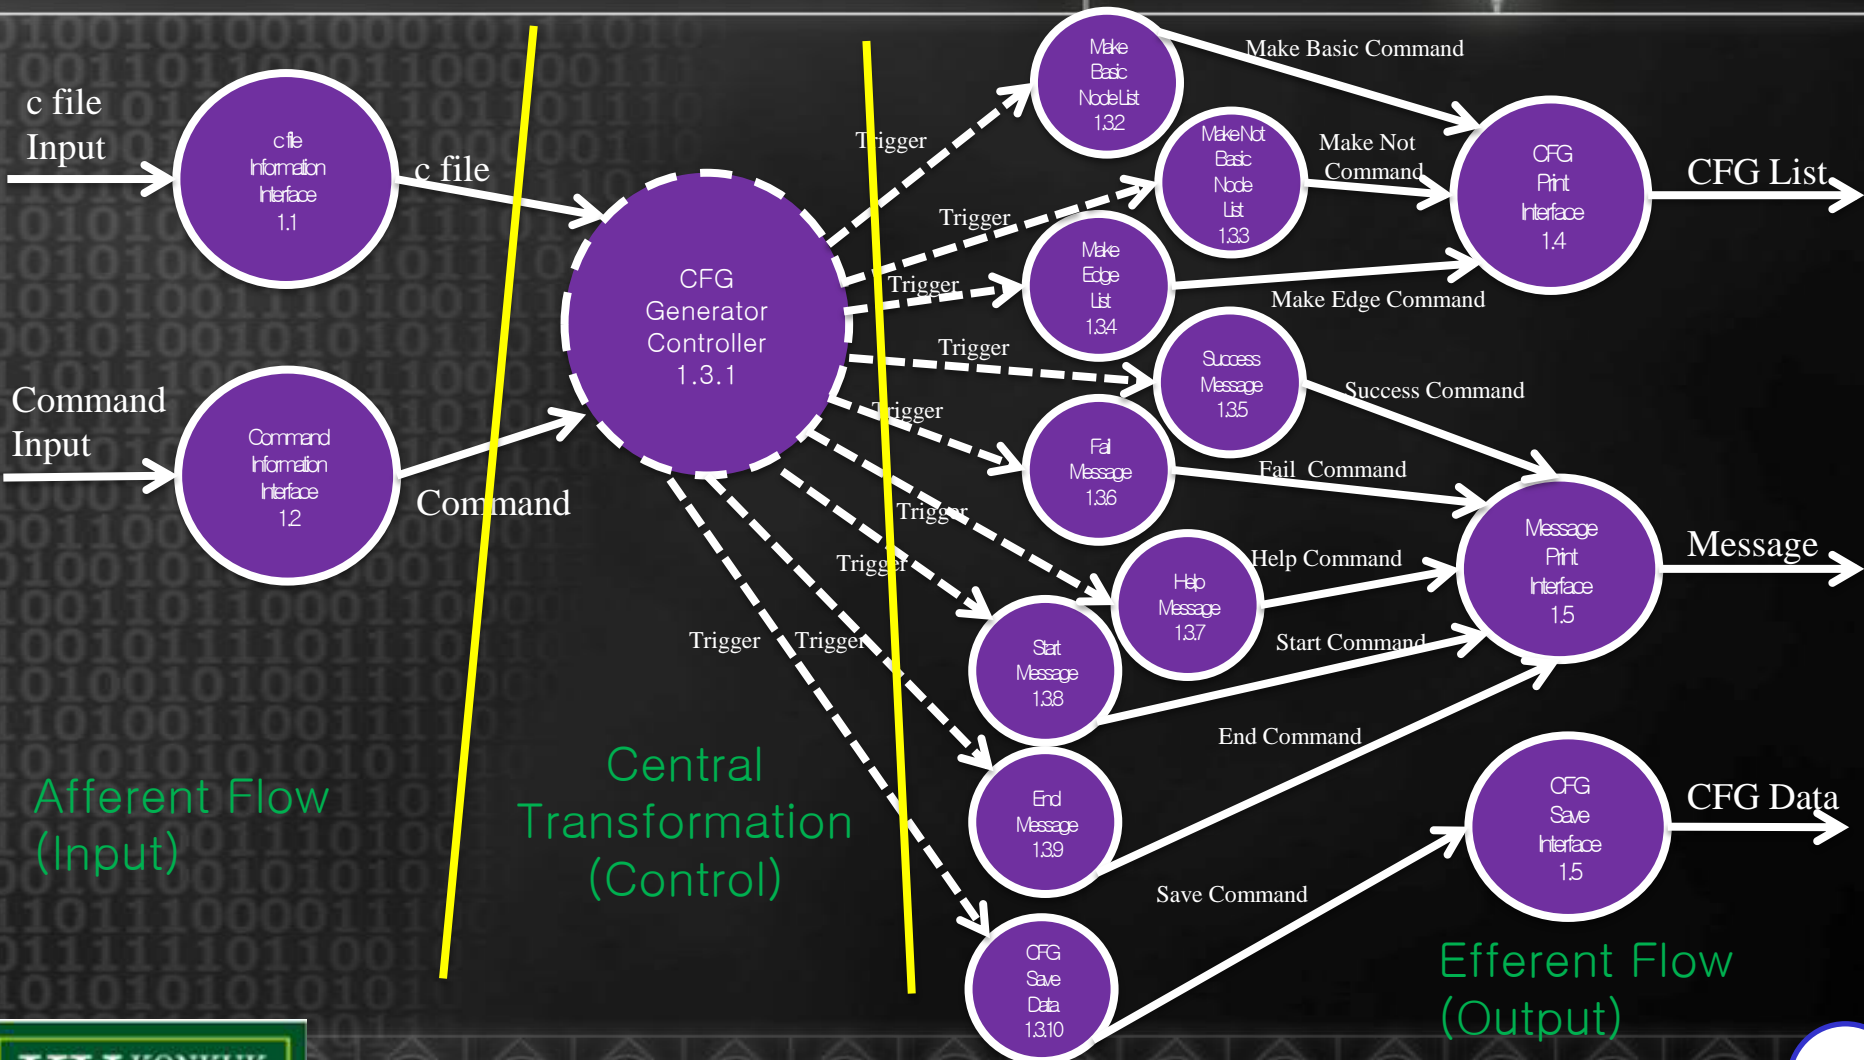 c file
Input
c file
Information
Interface
1.1
c file
Command
Input
Command
Information
Interface
1.2
Command
CFG
Generator
Controller
1.3.1
Trigger
Trigger
Trigger
Trigger
Trigger
Trigger
Trigger
Trigger
Trigger
Make
Basic
Node List
1.3.2
Make Not
Basic
Node
List
1.3.3
Make
Edge
List
1.3.4
Success
Message
1.3.5
Fail
Message
1.3.6
Help
Message
1.3.7
Start
Message
1.3.8
End
Message
1.3.9
CFG
Save
Data
1.3.10
Make Basic Command
Make Not
Command
Make Edge Command
Success Command
Fail Command
Help Command
Start Command
End Command
Save Command
CFG
Print
Interface
1.4
CFG List
Message
Print
Interface
1.5
Message
CFG
Save
Interface
1.5
CFG Data
Afferent Flow
(Input)
Central
Transformation
(Control)
Efferent Flow
(Output)